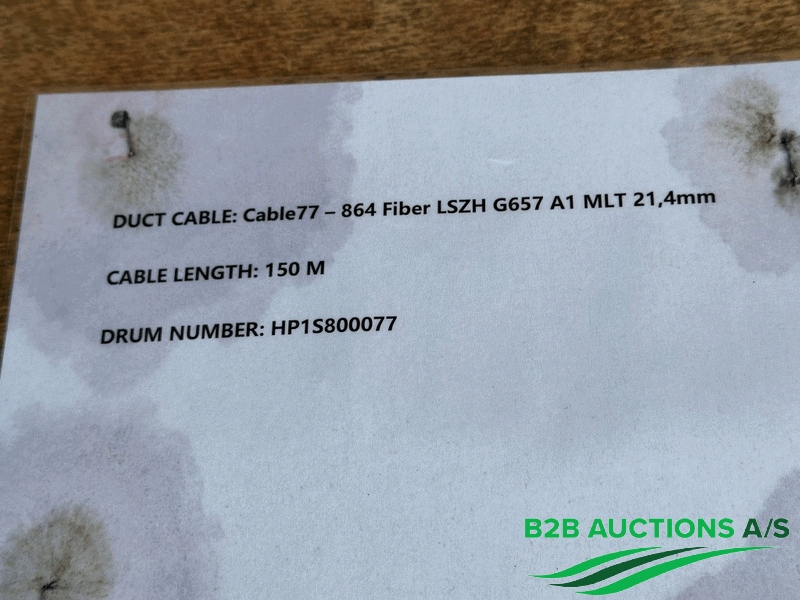 DUCT CABLE: Cable77 – 864 Fiber LSZH G657 A1 MLT 21,4mm
CABLE LENGTH: 150 M
DRUM NUMBER: HP1S800077
B2B AUCTIONS A/S